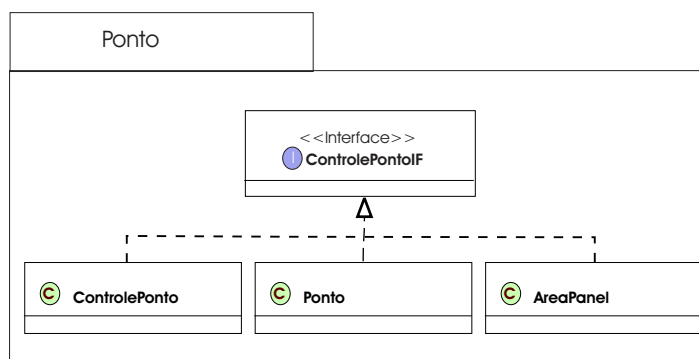 Ponto
<<Interface>>
I ControlePontoIF
C ControlePonto
C Ponto
C AreaPanel